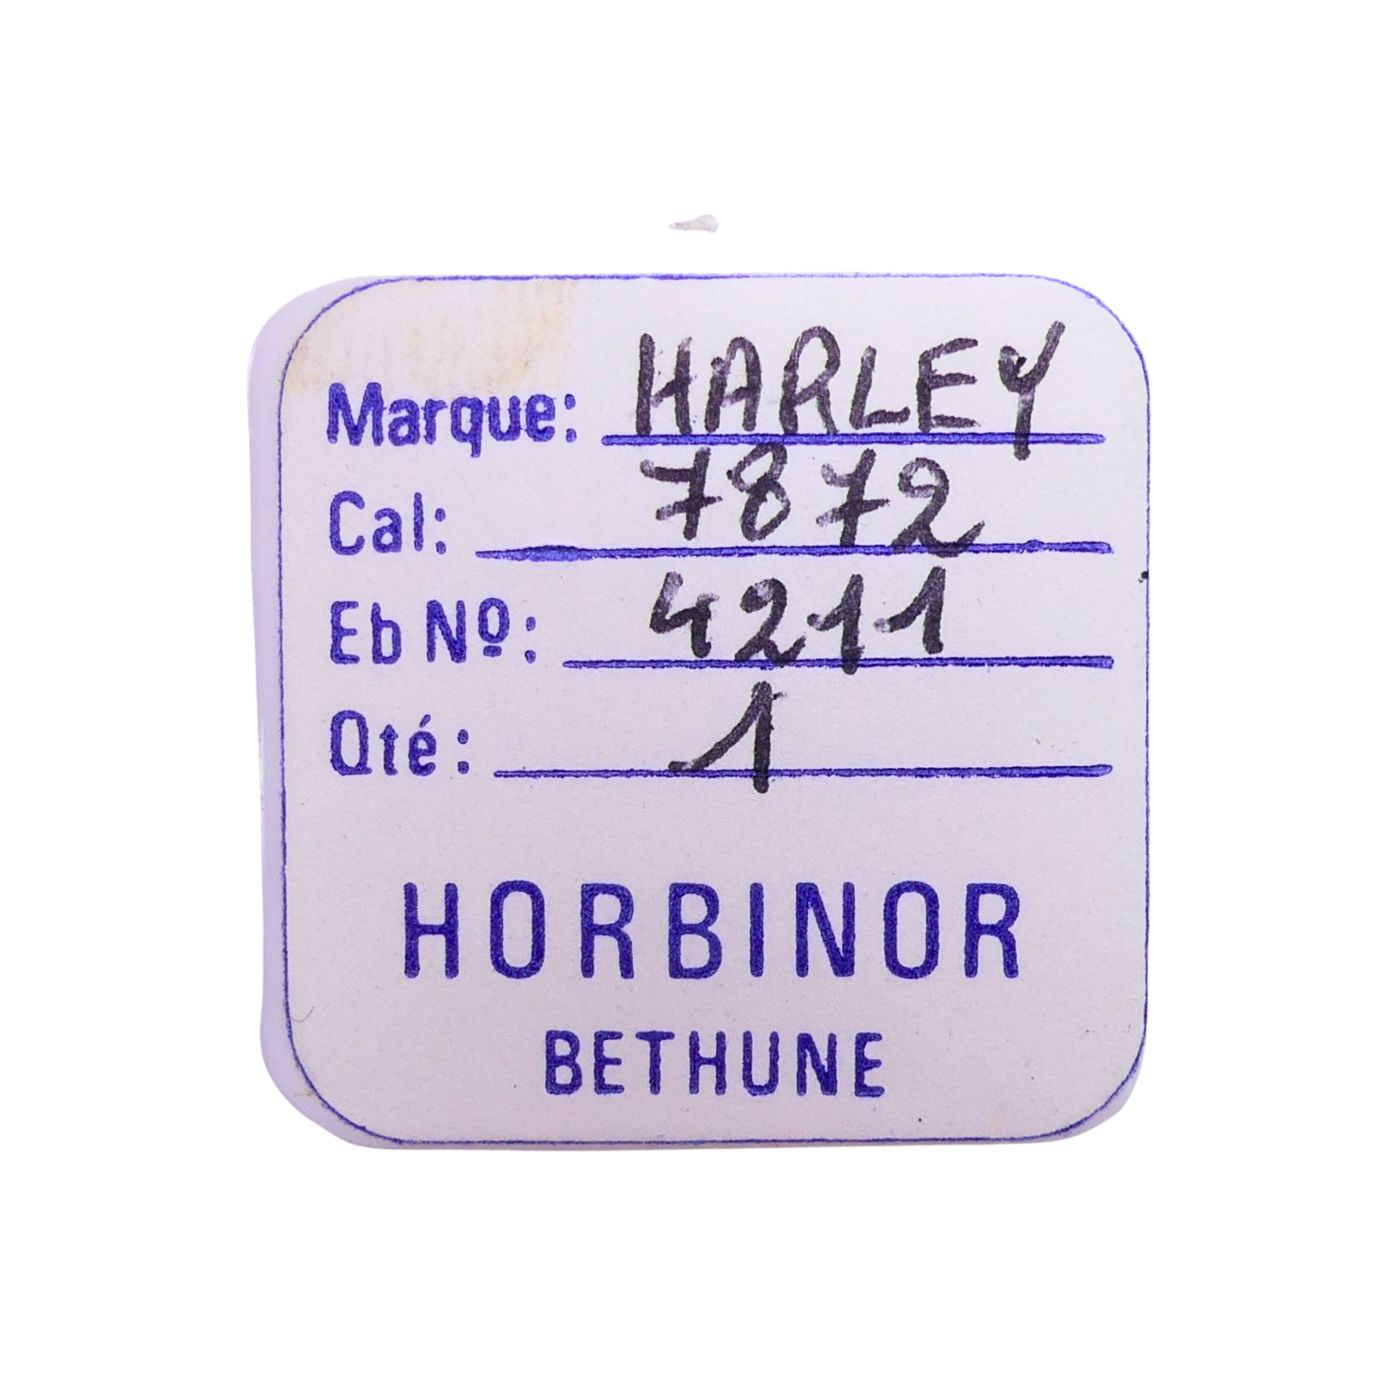 Marque: HARLEY
Cal: 7872
Eb Nº: 4211
Qté: 1
HORBINOR
BETHUNE